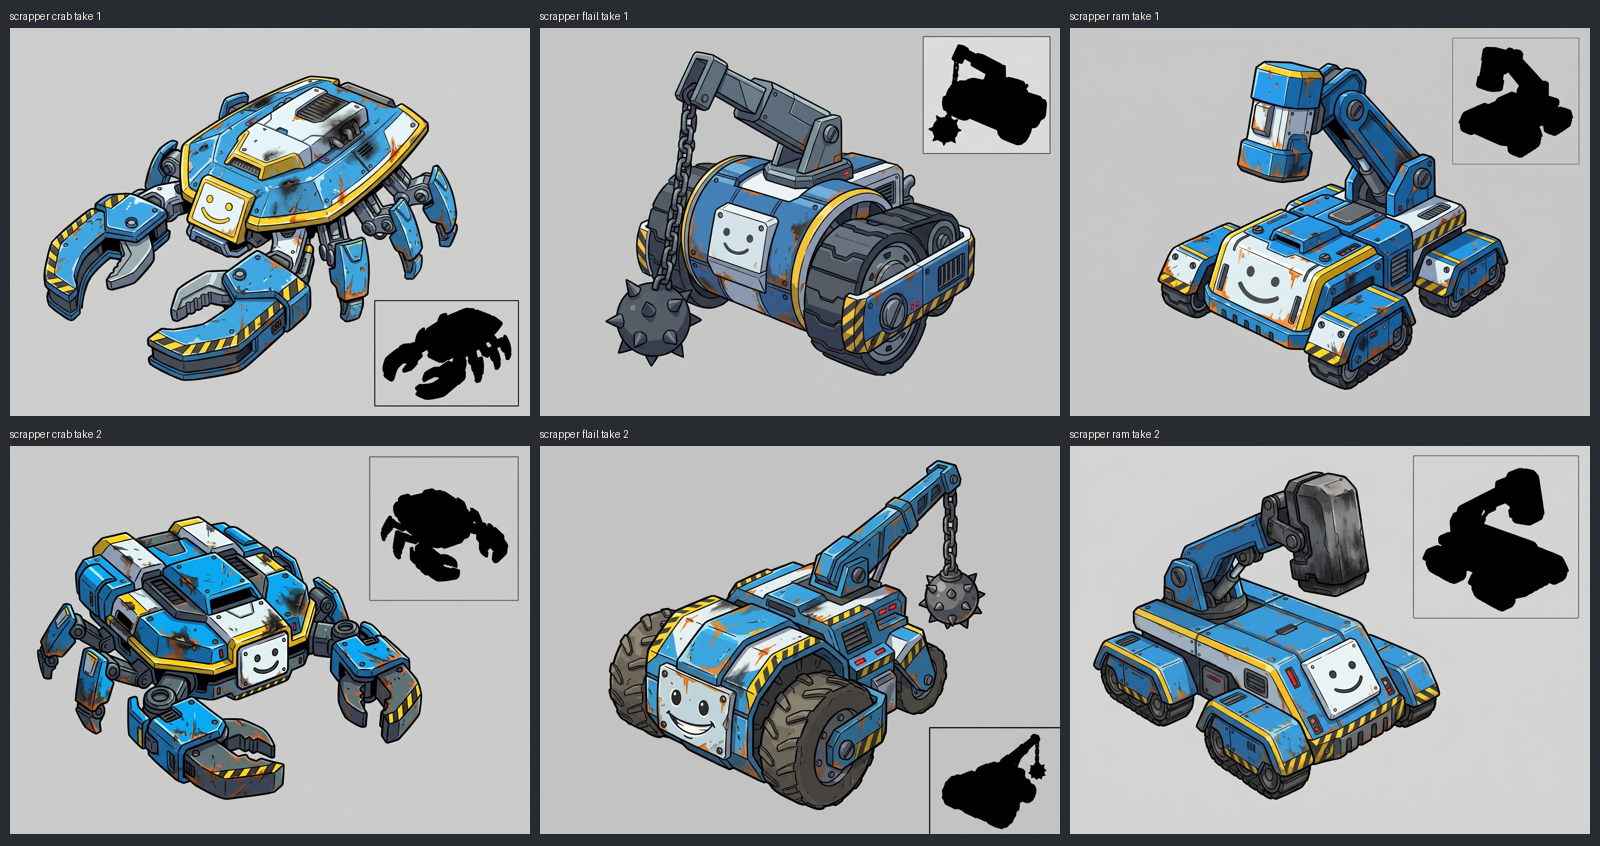 scrapper crab take 1
scrapper flail take 1
scrapper ram take 1
scrapper crab take 2
scrapper flail take 2
scrapper ram take 2